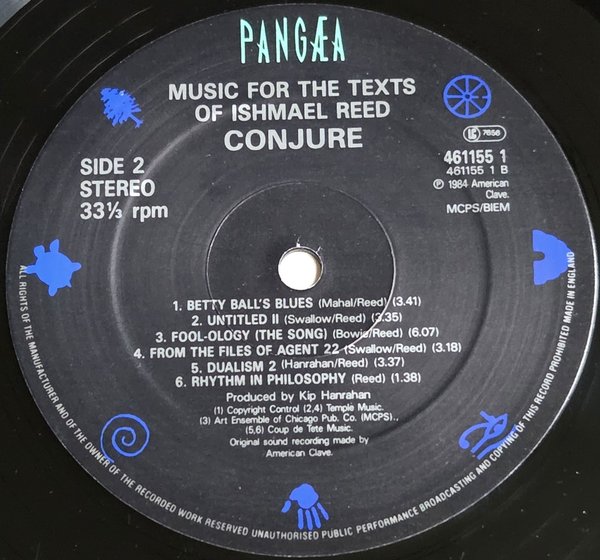 PANGÆA
MUSIC FOR THE TEXTS
OF ISHMAEL REED
CONJURE
SIDE 2
STEREO
33⅓ rpm
LC 7656
461155 1
461155 1 B
℗ 1984 American
Clave.
MCPS/BIEM
1. BETTY BALL'S BLUES (Mahal/Reed) (3.41)
2. UNTITLED II (Swallow/Reed) (3.35)
3. FOOL-OLOGY (THE SONG) (Bowie/Reed) (6.07)
4. FROM THE FILES OF AGENT 22 (Swallow/Reed) (3.18)
5. DUALISM 2 (Hanrahan/Reed) (3.37)
6. RHYTHM IN PHILOSOPHY (Reed) (1.38)
Produced by Kip Hanrahan
(1) Copyright Control (2,4) Temple Music.
(3) Art Ensemble of Chicago Pub. Co. (MCPS).,
(5,6) Coup de Tete Music.
Original sound recording made by
American Clave.
ALL RIGHTS OF THE MANUFACTURER AND OF THE OWNER OF THE RECORDED WORK RESERVED UNAUTHORISED PUBLIC PERFORMANCE BROADCASTING AND COPYING OF THIS RECORD PROHIBITED MADE IN ENGLAND